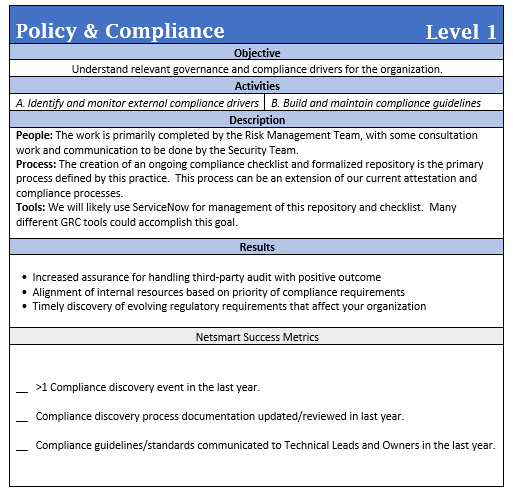 Policy & Compliance Level 1
Objective
Understand relevant governance and compliance drivers for the organization.
Activities
A. Identify and monitor external compliance drivers B. Build and maintain compliance guidelines
Description
People: The work is primarily completed by the Risk Management Team, with some consultation
work and communication to be done by the Security Team.
Process: The creation of an ongoing compliance checklist and formalized repository is the primary
process defined by this practice. This process can be an extension of our current attestation and
compliance processes.
Tools: We will likely use ServiceNow for management of this repository and checklist. Many
different GRC tools could accomplish this goal.
Results
• Increased assurance for handling third-party audit with positive outcome
• Alignment of internal resources based on priority of compliance requirements
• Timely discovery of evolving regulatory requirements that affect your organization
Netsmart Success Metrics
__ >1 Compliance discovery event in the last year.
__ Compliance discovery process documentation updated/reviewed in last year.
__ Compliance guidelines/standards communicated to Technical Leads and Owners in the last year.